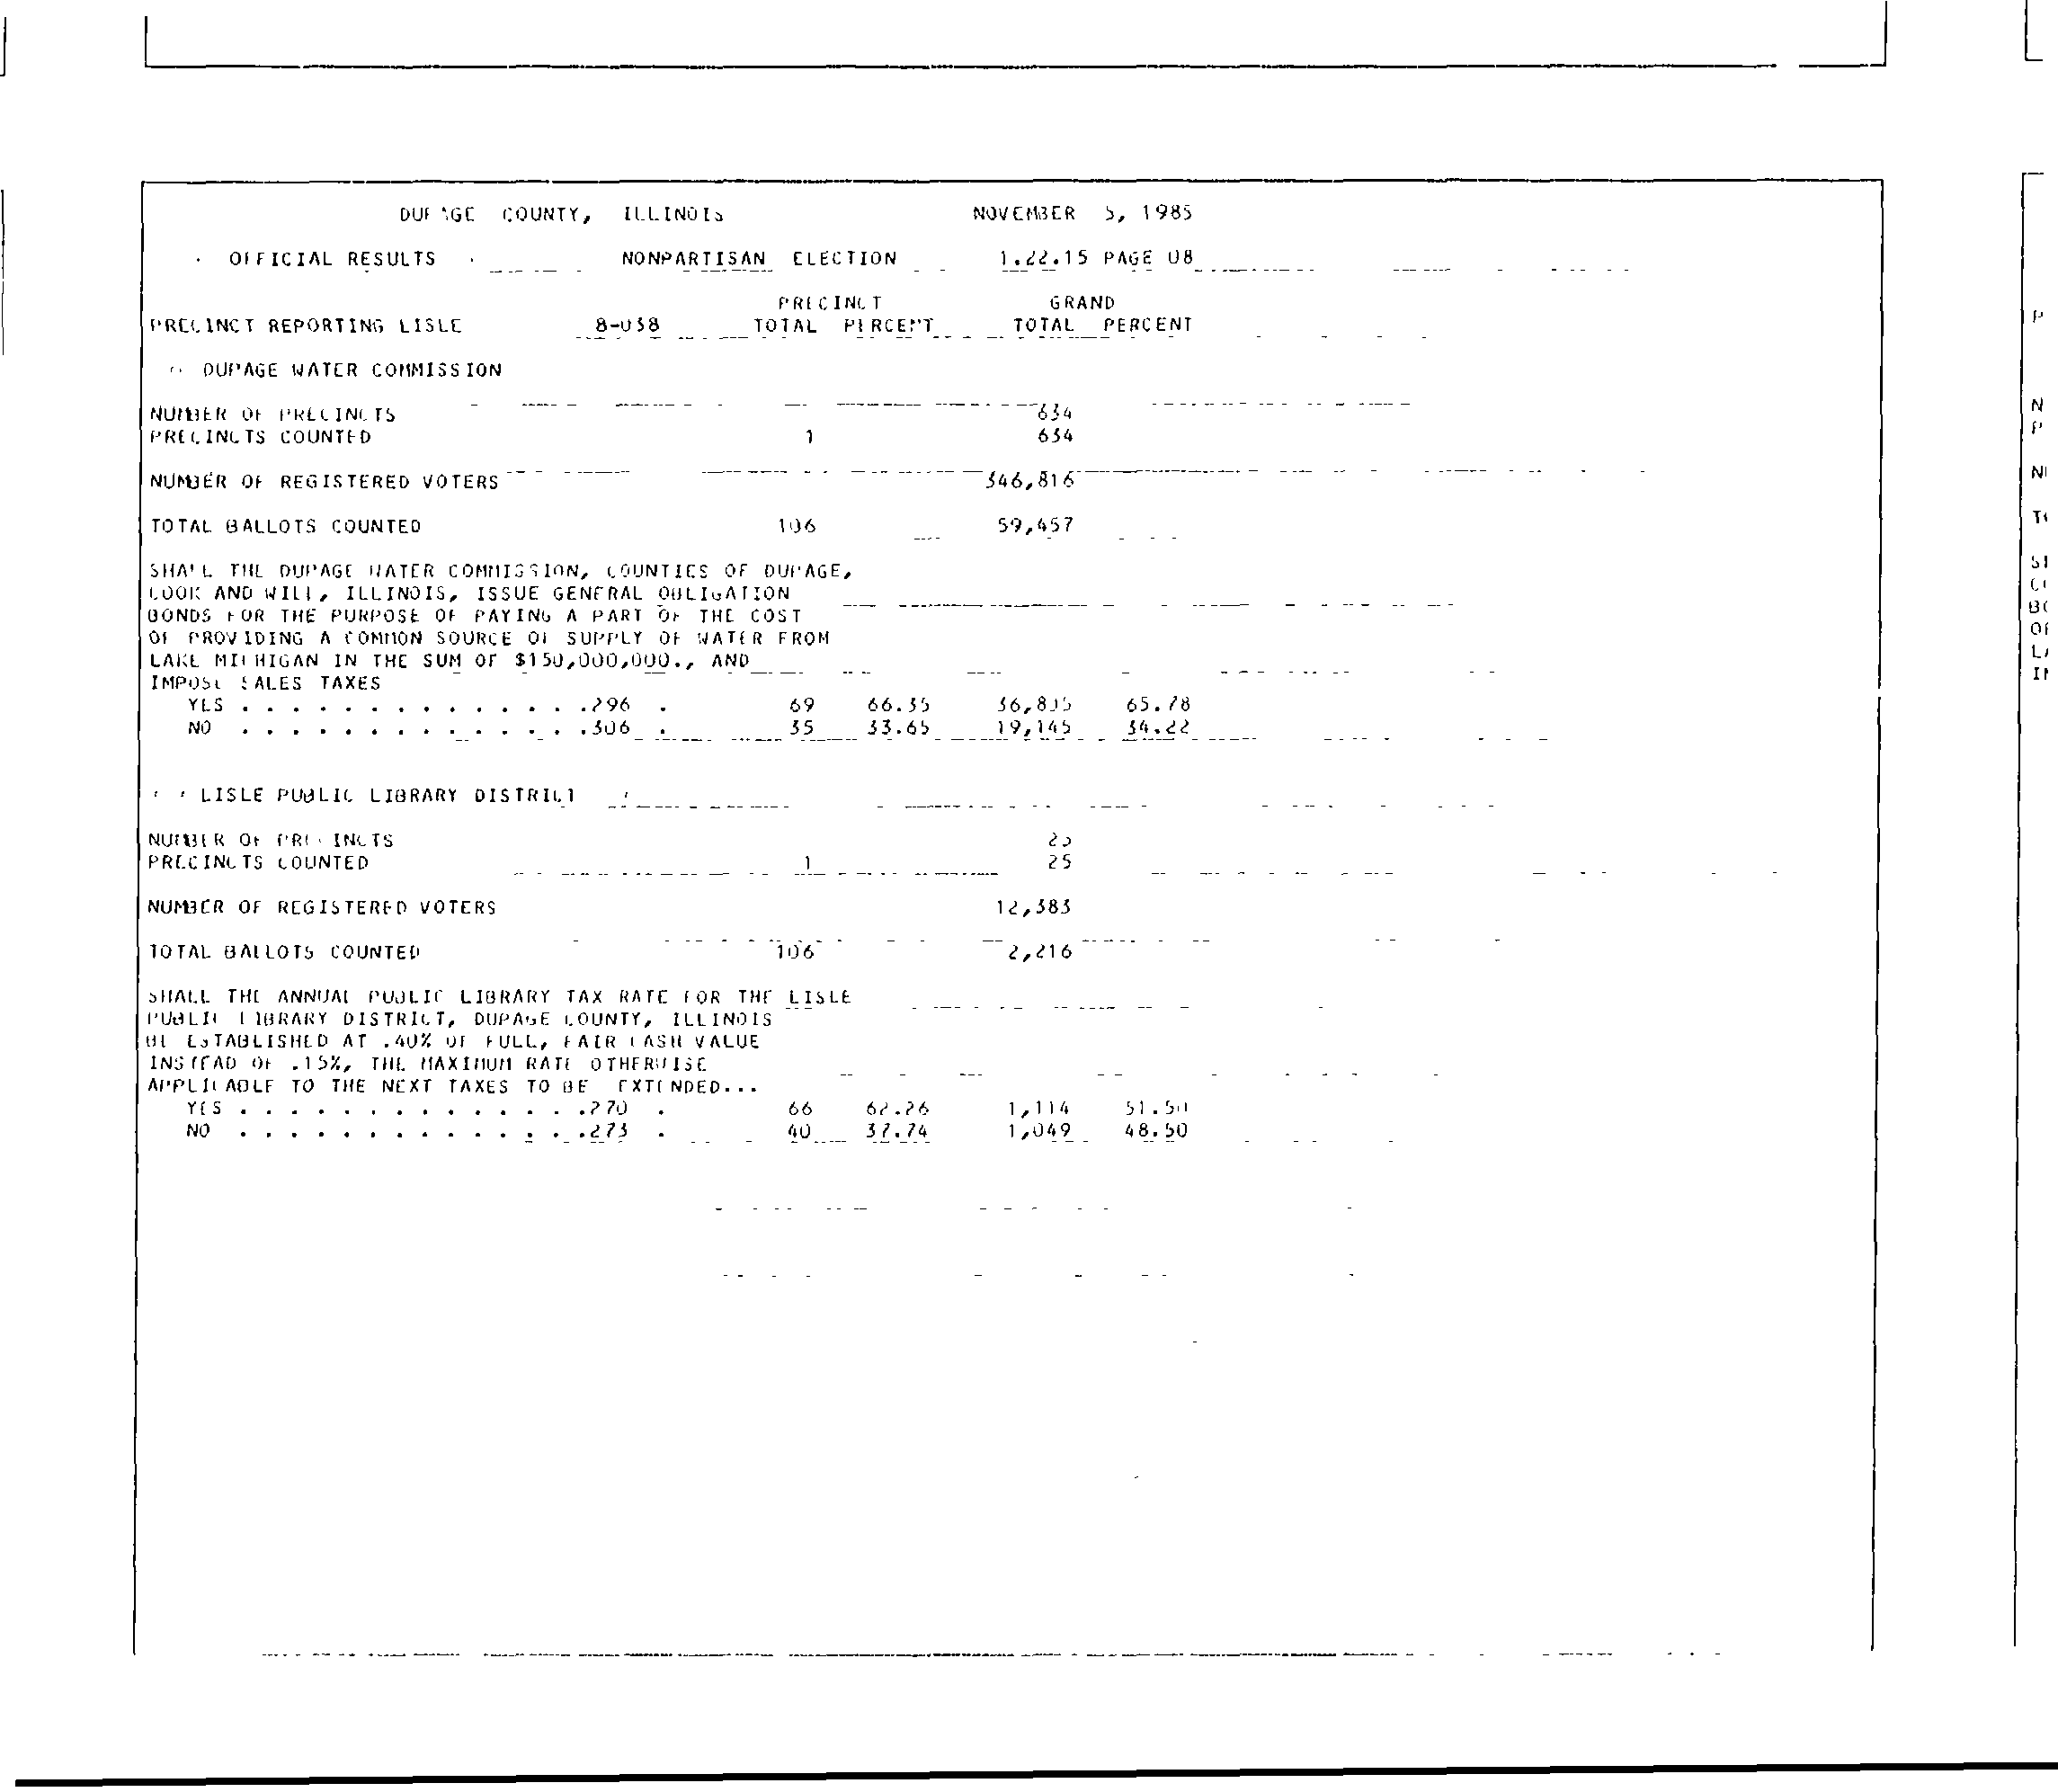 DUPAGE COUNTY, ILLINOIS NOVEMBER 5, 1985
OFFICIAL RESULTS NONPARTISAN ELECTION 1.22.15 PAGE 08
PRECINCT GRAND
PRECINCT REPORTING LISLE 8-038 TOTAL PERCENT TOTAL PERCENT
DUPAGE WATER COMMISSION
NUMBER OF PRECINCTS 634
PRECINCTS COUNTED 1 634
NUMBER OF REGISTERED VOTERS 346,816
TOTAL BALLOTS COUNTED 106 59,457
SHALL THE DUPAGE WATER COMMISSION, COUNTIES OF DUPAGE,
COOK AND WILL, ILLINOIS, ISSUE GENERAL OBLIGATION
BONDS FOR THE PURPOSE OF PAYING A PART OF THE COST
OF PROVIDING A COMMON SOURCE OF SUPPLY OF WATER FROM
LAKE MICHIGAN IN THE SUM OF $150,000,000., AND
IMPOSE SALES TAXES
YES . . . . . . . . . . . . . .296 . 69 66.35 65.78
NO . . . . . . . . . . . . . .306 . 35 33.65 19,145 34.22
LISLE PUBLIC LIBRARY DISTRICT
NUMBER OF PRECINCTS 25
PRECINCTS COUNTED 1 25
NUMBER OF REGISTERED VOTERS 12,383
TOTAL BALLOTS COUNTED 106 2,216
SHALL THE ANNUAL PUBLIC LIBRARY TAX RATE FOR THE LISLE
PUBLIC LIBRARY DISTRICT, DUPAGE COUNTY, ILLINOIS
BE ESTABLISHED AT .40% OF FULL, FAIR CASH VALUE
INSTEAD OF .15%, THE MAXIMUM RATE OTHERWISE
APPLICABLE TO THE NEXT TAXES TO BE EXTENDED...
YES . . . . . . . . . . . . . .270 . 66 62.26 1,114 51.50
NO . . . . . . . . . . . . . .273 . 40 37.74 1,049 48.50